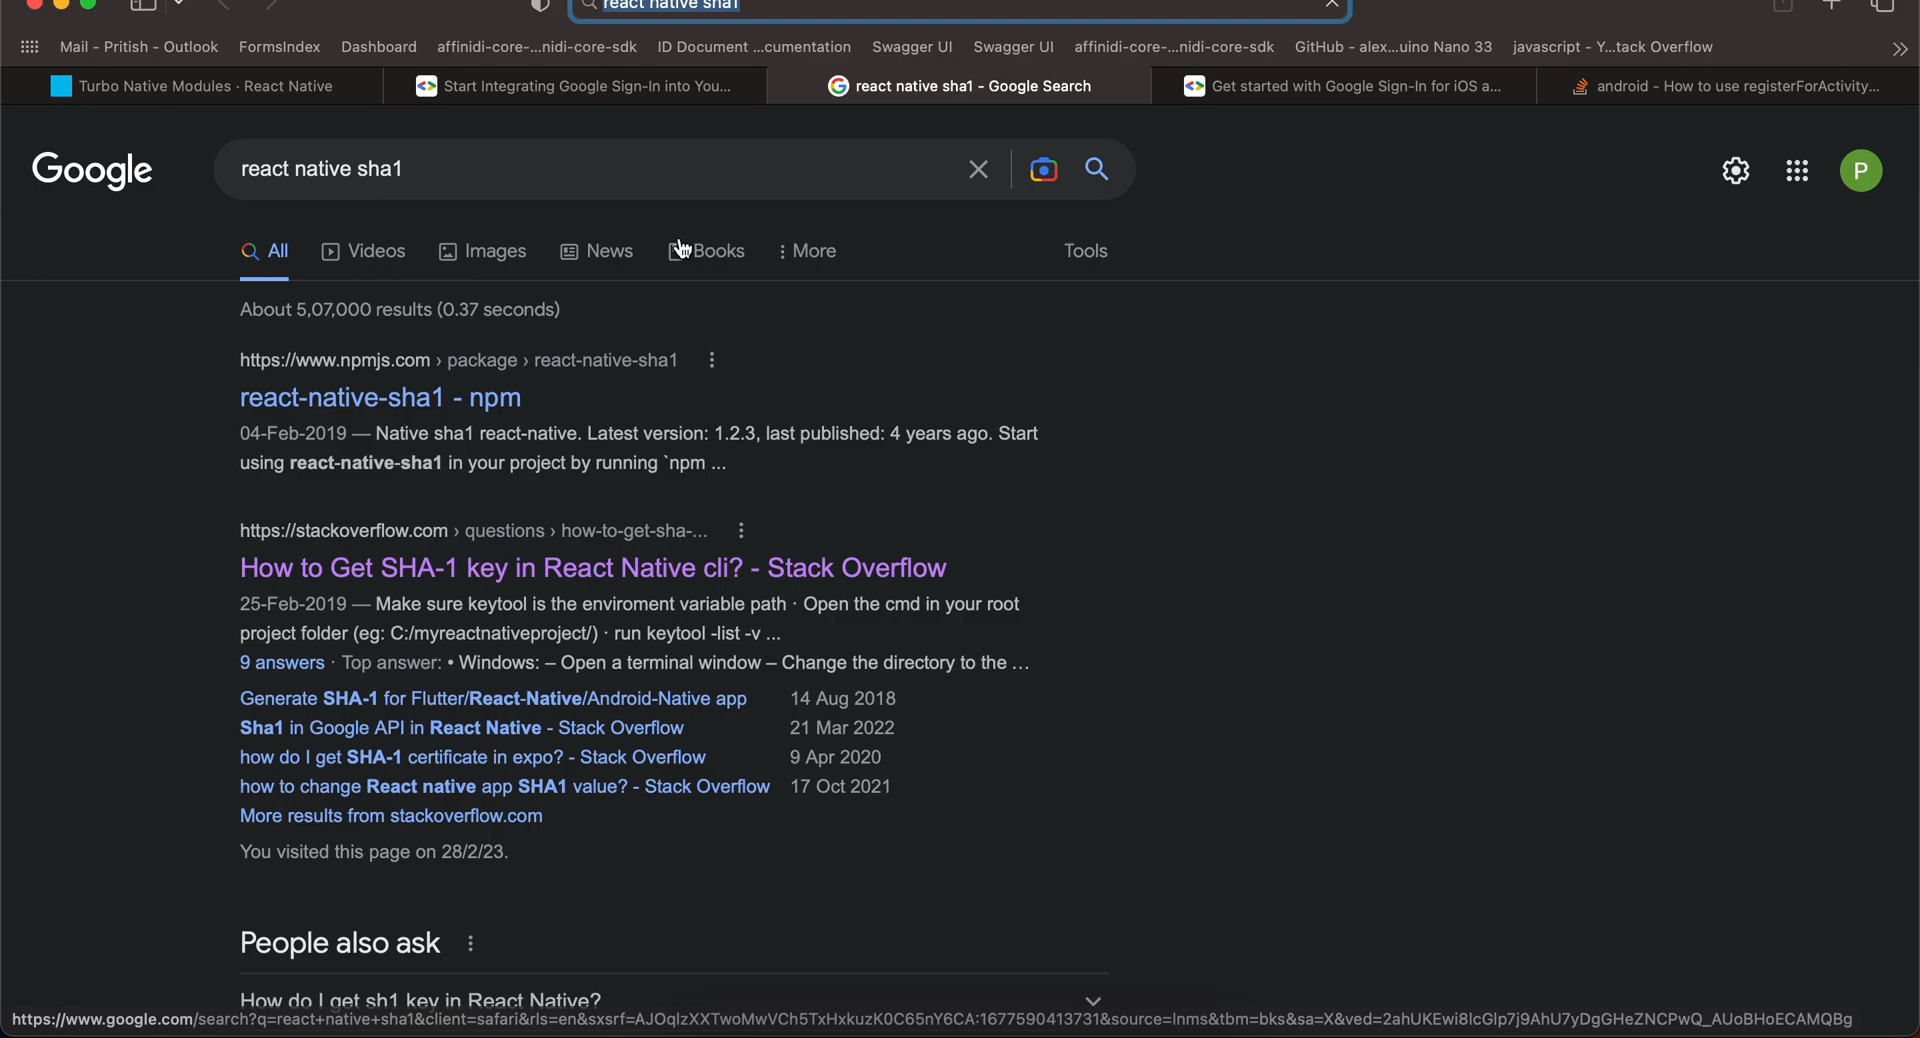 react native sha1
Mail - Pritish - Outlook FormsIndex Dashboard affinidi-core-...nidi-core-sdk ID Document ...cumentation Swagger UI Swagger UI affinidi-core-...nidi-core-sdk GitHub - alex...uino Nano 33 javascript - Y...tack Overflow
Turbo Native Modules · React Native Start Integrating Google Sign-In into You... react native sha1 - Google Search Get started with Google Sign-In for iOS a... android - How to use registerForActivity...
Google react native sha1 P
All Videos Images News Books More Tools
About 5,07,000 results (0.37 seconds)
https://www.npmjs.com › package › react-native-sha1
react-native-sha1 - npm
04-Feb-2019 — Native sha1 react-native. Latest version: 1.2.3, last published: 4 years ago. Start
using react-native-sha1 in your project by running `npm ...
https://stackoverflow.com › questions › how-to-get-sha-...
How to Get SHA-1 key in React Native cli? - Stack Overflow
25-Feb-2019 — Make sure keytool is the enviroment variable path · Open the cmd in your root
project folder (eg: C:/myreactnativeproject/) · run keytool -list -v ...
9 answers · Top answer: • Windows: – Open a terminal window – Change the directory to the ...
Generate SHA-1 for Flutter/React-Native/Android-Native app 14 Aug 2018
Sha1 in Google API in React Native - Stack Overflow 21 Mar 2022
how do I get SHA-1 certificate in expo? - Stack Overflow 9 Apr 2020
how to change React native app SHA1 value? - Stack Overflow 17 Oct 2021
More results from stackoverflow.com
You visited this page on 28/2/23.
People also ask
How do I get sh1 key in React Native?
https://www.google.com/search?q=react+native+sha1&client=safari&rls=en&sxsrf=AJOqlzXXTwoMwVCh5TxHxkuzK0C65nY6CA:1677590413731&source=lnms&tbm=bks&sa=X&ved=2ahUKEwi8lcGlp7j9AhU7yDgGHeZNCPwQ_AUoBHoECAMQBg